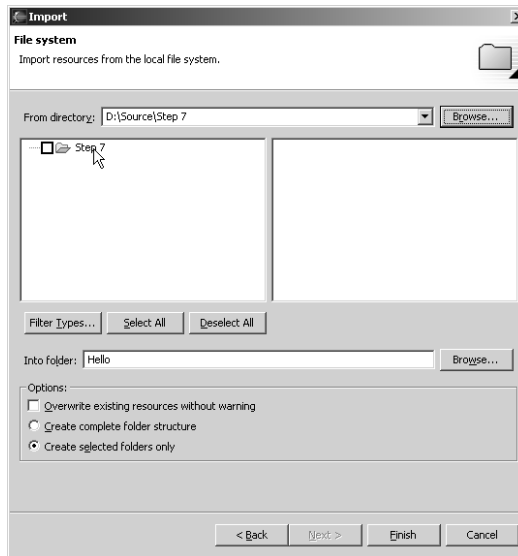 Import
File system
Import resources from the local file system.
From directory: D:\Source\Step 7 Browse...
Step 7
Filter Types... Select All Deselect All
Into folder: Hello Browse...
Options:
Overwrite existing resources without warning
Create complete folder structure
Create selected folders only
< Back Next > Finish Cancel